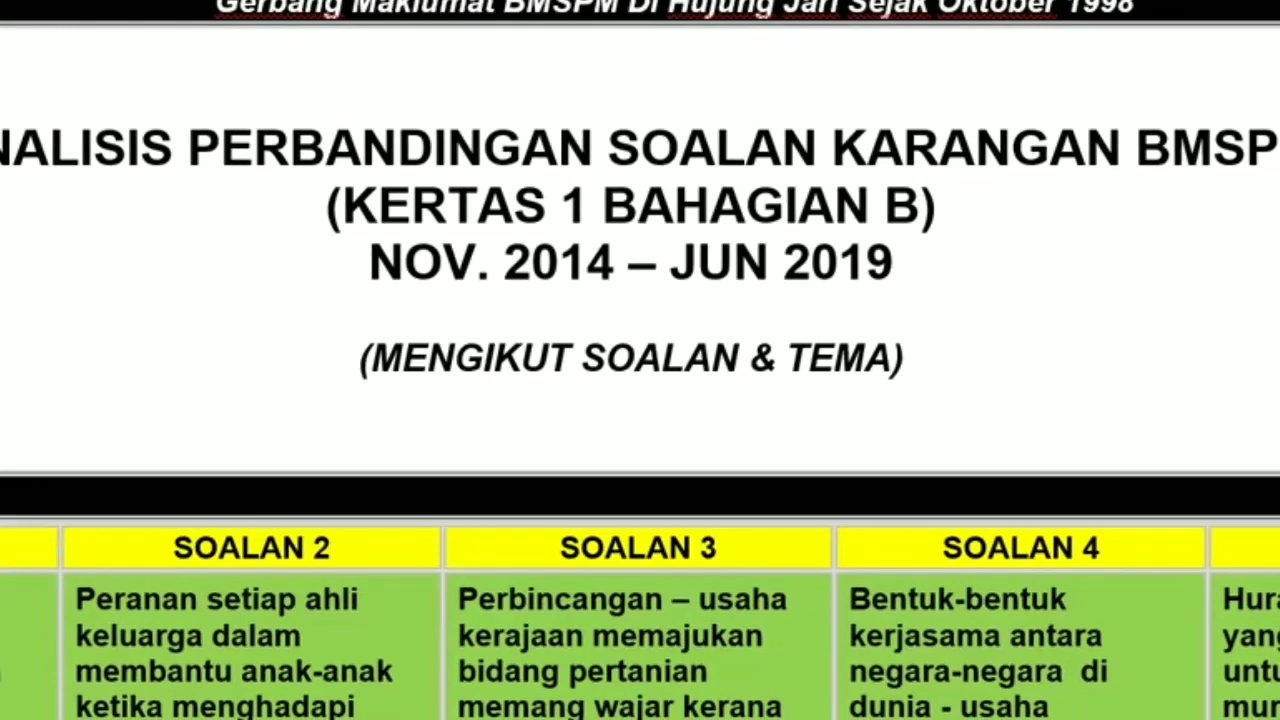 Gerbang Maklumat BMSPM Di Hujung Jari Sejak Oktober 1998
NALISIS PERBANDINGAN SOALAN KARANGAN BMSP
(KERTAS 1 BAHAGIAN B)
NOV. 2014 – JUN 2019
(MENGIKUT SOALAN & TEMA)
SOALAN 2
Peranan setiap ahli
keluarga dalam
membantu anak-anak
ketika menghadapi
SOALAN 3
Perbincangan – usaha
kerajaan memajukan
bidang pertanian
memang wajar kerana
SOALAN 4
Bentuk-bentuk
kerjasama antara
negara-negara di
dunia - usaha